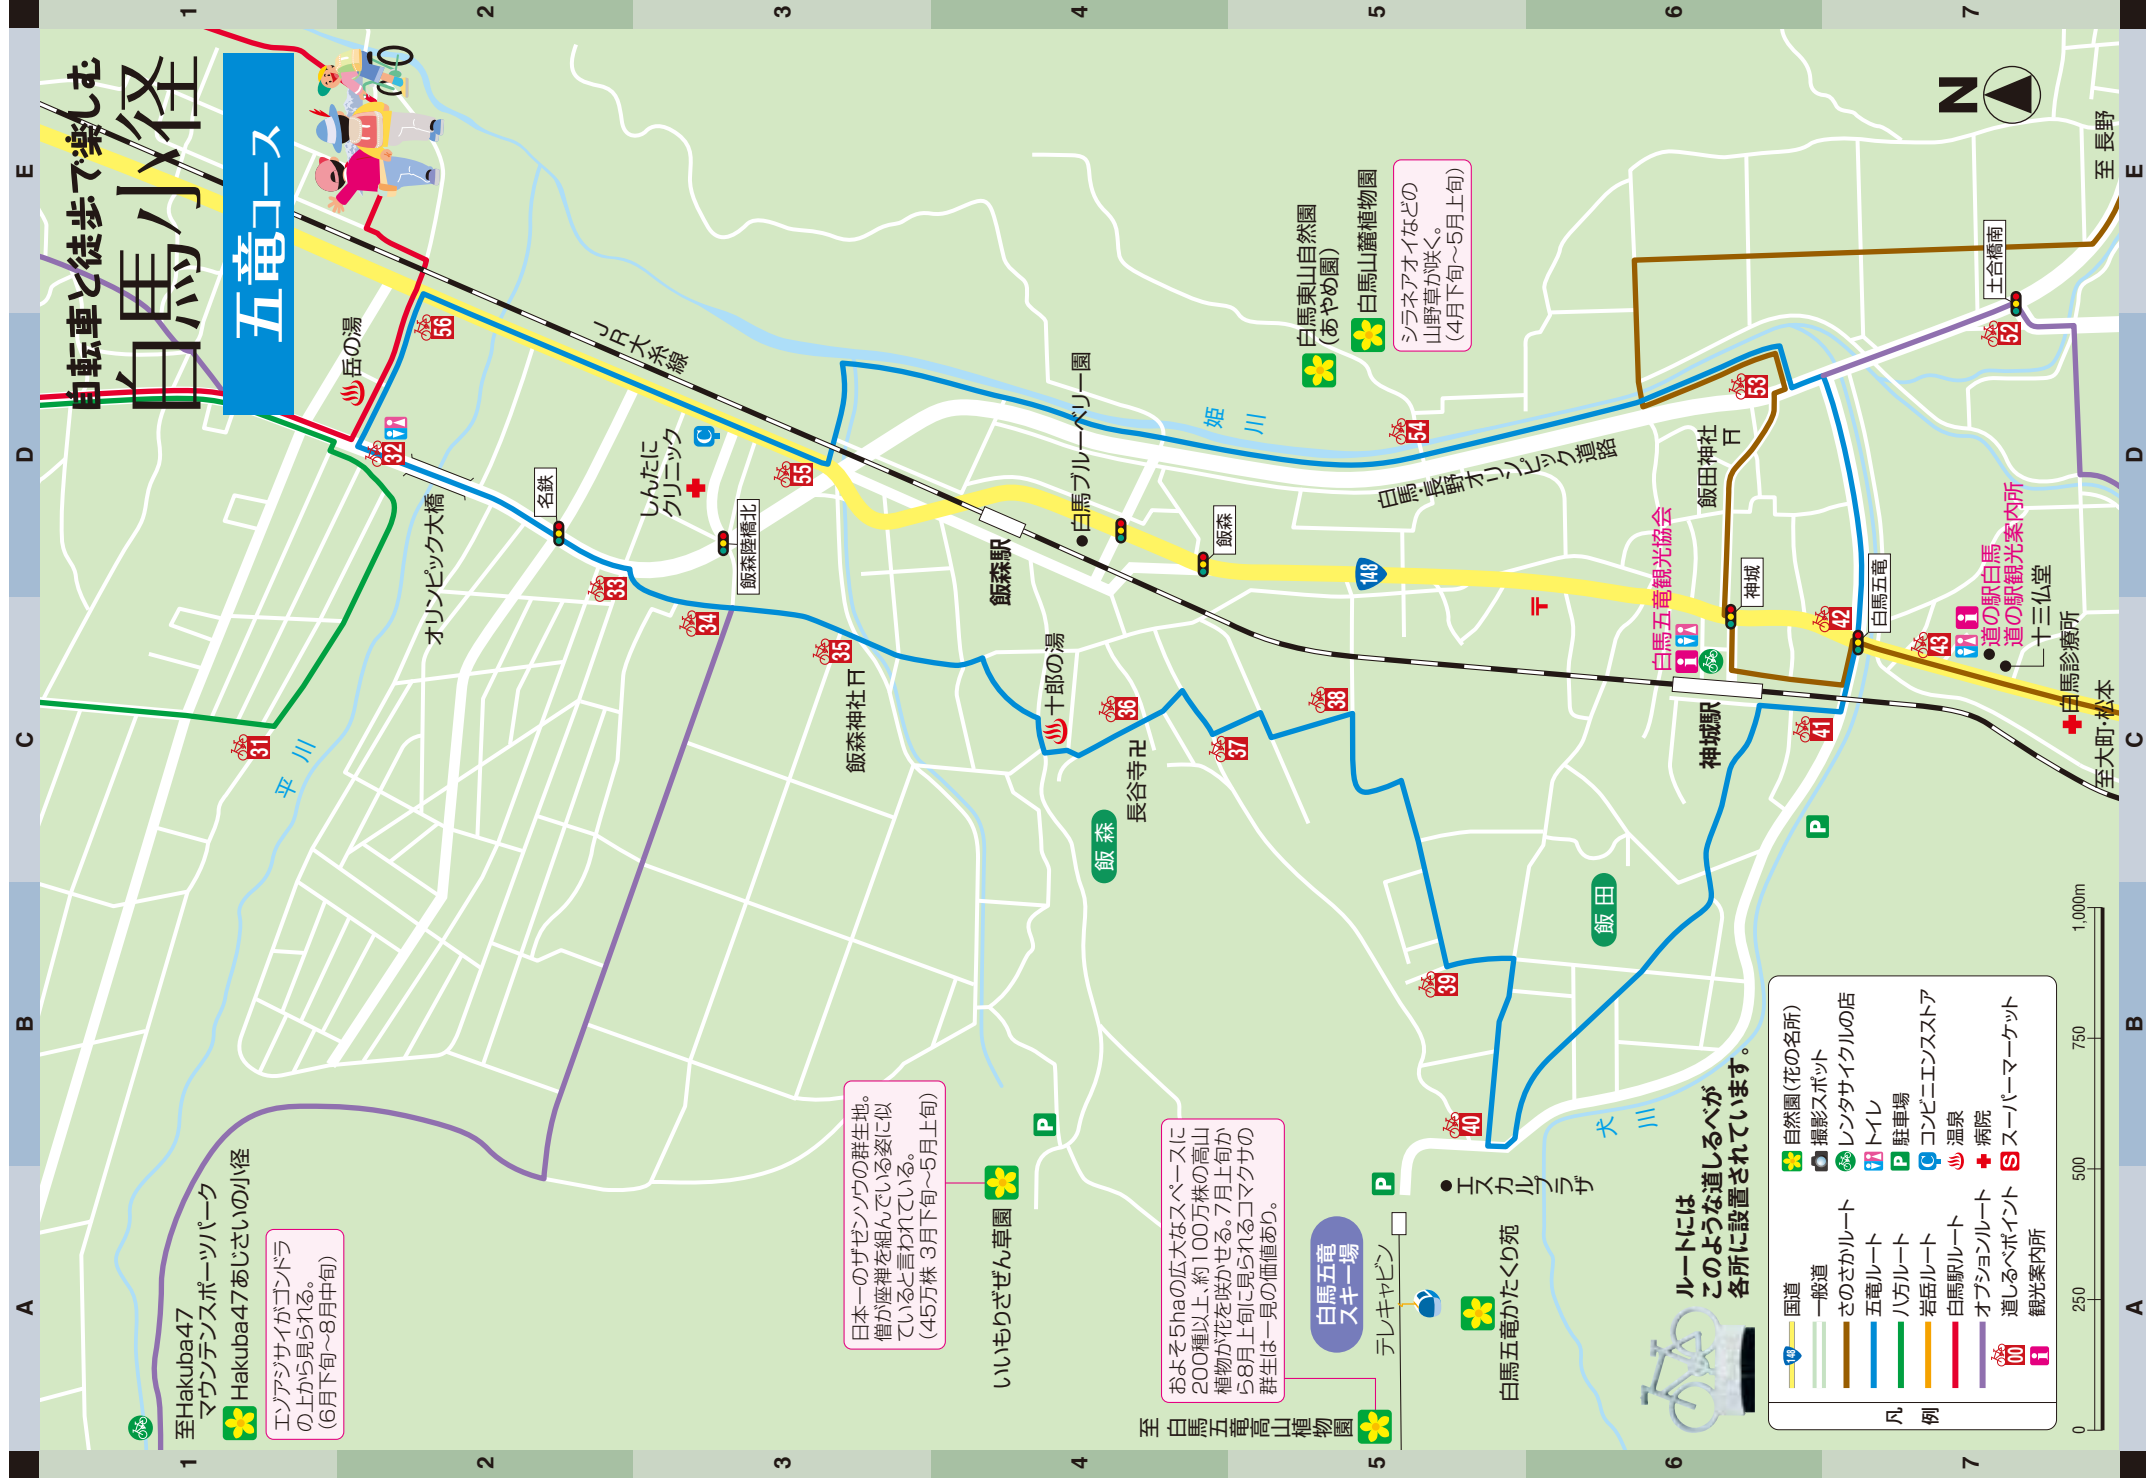 自転車と徒歩で楽しむ
白馬小径
五竜コース
1
2
3
4
5
6
7
A
B
C
D
E
N
至 長野
岳の湯
56
32
オリンピック大橋
名鉄
しんたに
クリニック
飯森陸橋北
JR大糸線
55
33
34
35
31
平川
飯森神社
飯森駅
白馬ブルーベリー園
飯森
148
姫川
54
白馬・長野オリンピック道路
白馬東山自然園
(あやめ園)
白馬山麓植物園
シラネアオイなどの
山野草が咲く。
(4月下旬〜5月上旬)
土合橋南
52
53
飯田神社
白馬五竜観光協会
神城
42
白馬五竜
43
道の駅白馬
道の駅観光案内所
十三仏堂
白馬診療所
至大町・松本
神城駅
41
十郎の湯
36
長谷寺
37
38
飯森
飯田
39
40
犬川
P
P
P
エスカルプラザ
白馬五竜
スキー場
テレキャビン
白馬五竜かたくり苑
至Hakuba47
マウンテンスポーツパーク
Hakuba47あじさいの小径
エゾアジサイがゴンドラ
の上から見られる。
(6月下旬〜8月中旬)
日本一のザゼンソウの群生地。
僧が座禅を組んでいる姿に似
ていると言われている。
(45万株 3月下旬〜5月上旬)
いいもりざぜん草園
およそ5haの広大なスペースに
200種以上、約100万株の高山
植物が花を咲かせる。7月上旬か
ら8月上旬に見られるコマクサの
群生は一見の価値あり。
至 白馬五竜高山植物園
ルートには
このような道しるべが
各所に設置されています。
凡例
148 国道
一般道
さのさかルート
五竜ルート
八方ルート
岩岳ルート
白馬駅ルート
オプションルート
00 道しるべポイント
i 観光案内所
自然園(花の名所)
撮影スポット
レンタサイクルの店
トイレ
P 駐車場
C コンビニエンスストア
温泉
病院
S スーパーマーケット
0 250 500 750 1,000m
1
2
3
4
5
6
7
A
B
C
D
E